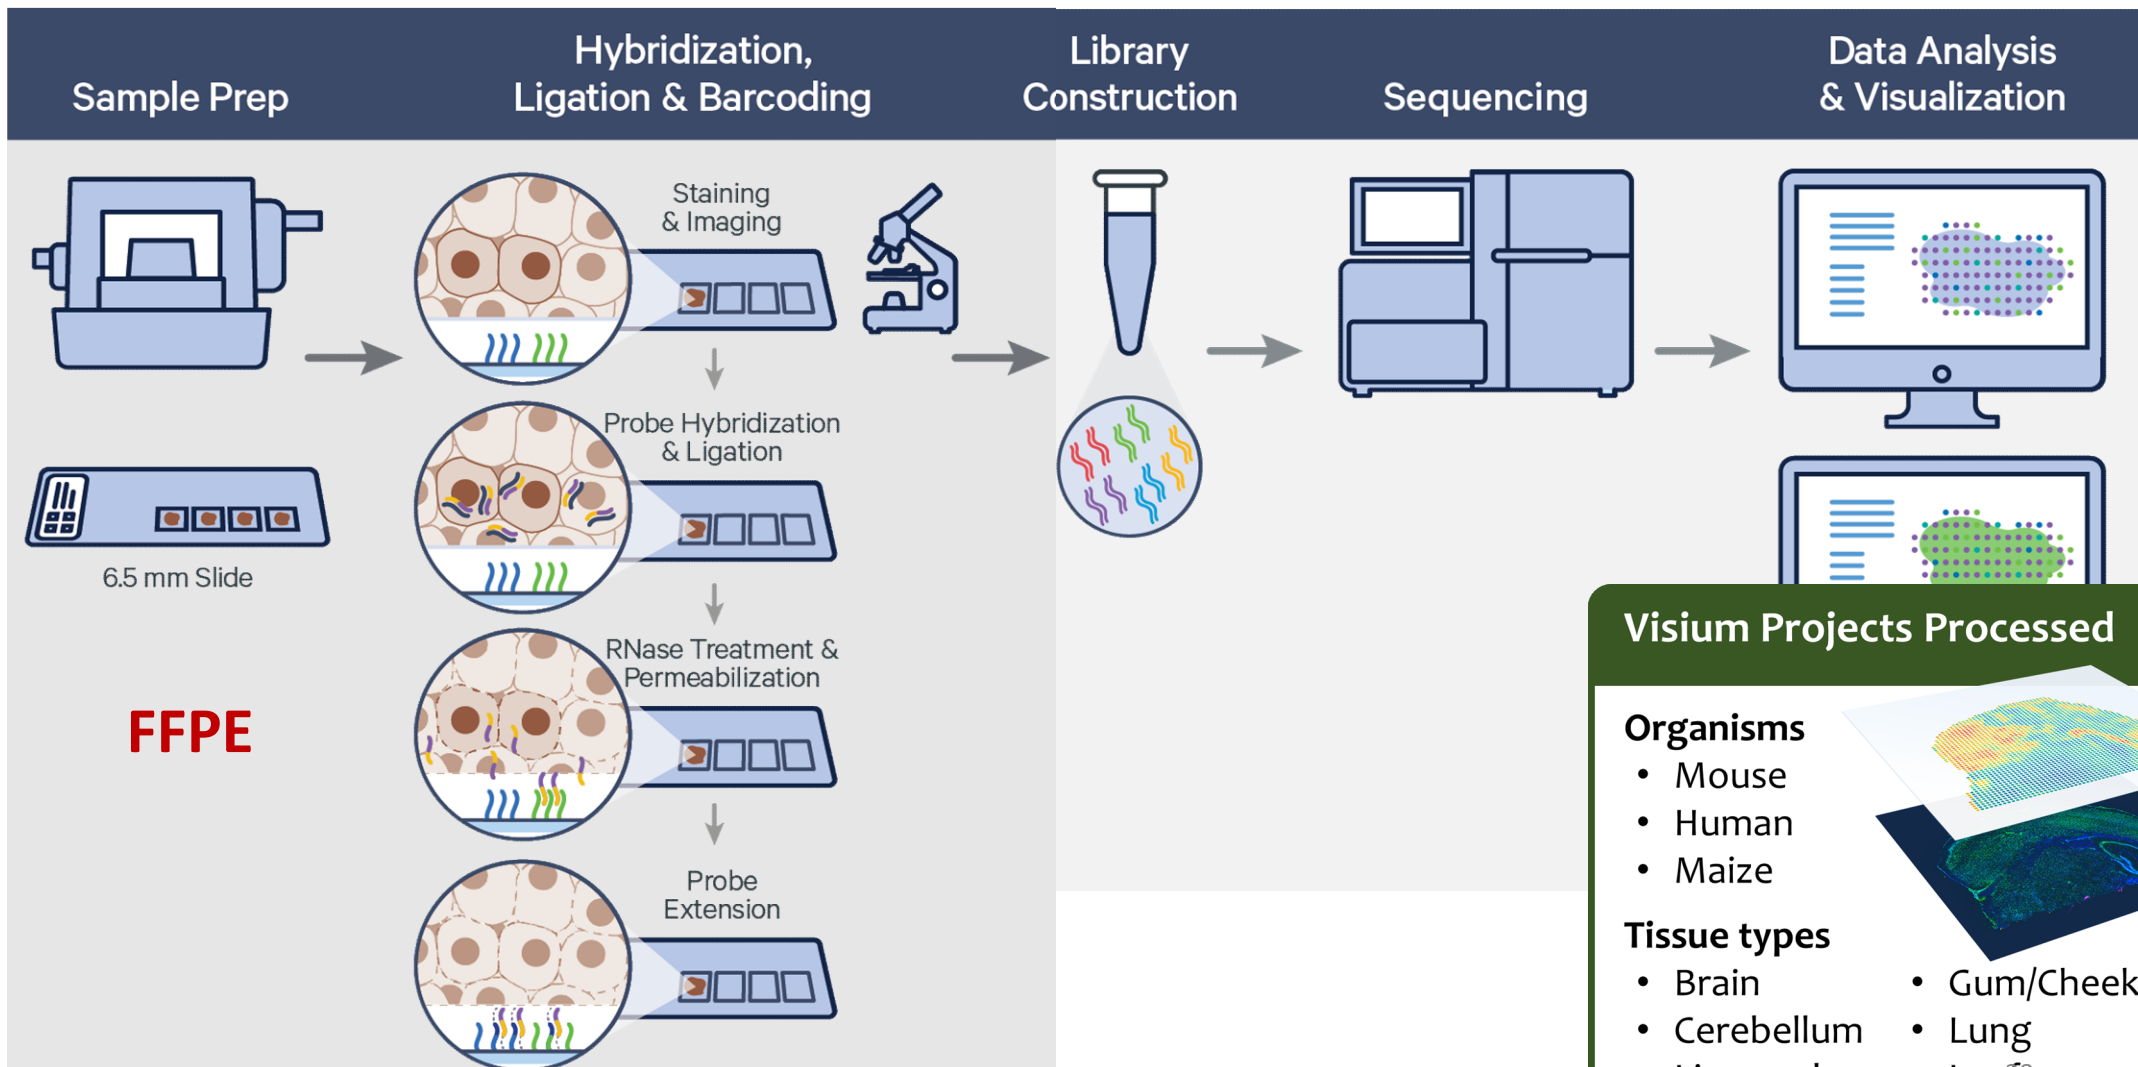 Sample Prep
Hybridization,
Ligation & Barcoding
Library
Construction
Sequencing
Data Analysis
& Visualization
Staining
& Imaging
Probe Hybridization
& Ligation
6.5 mm Slide
RNase Treatment &
Permeabilization
FFPE
Probe
Extension
Visium Projects Processed
Organisms
• Mouse
• Human
• Maize
Tissue types
• Brain
• Cerebellum
• Gum/Cheek
• Lung